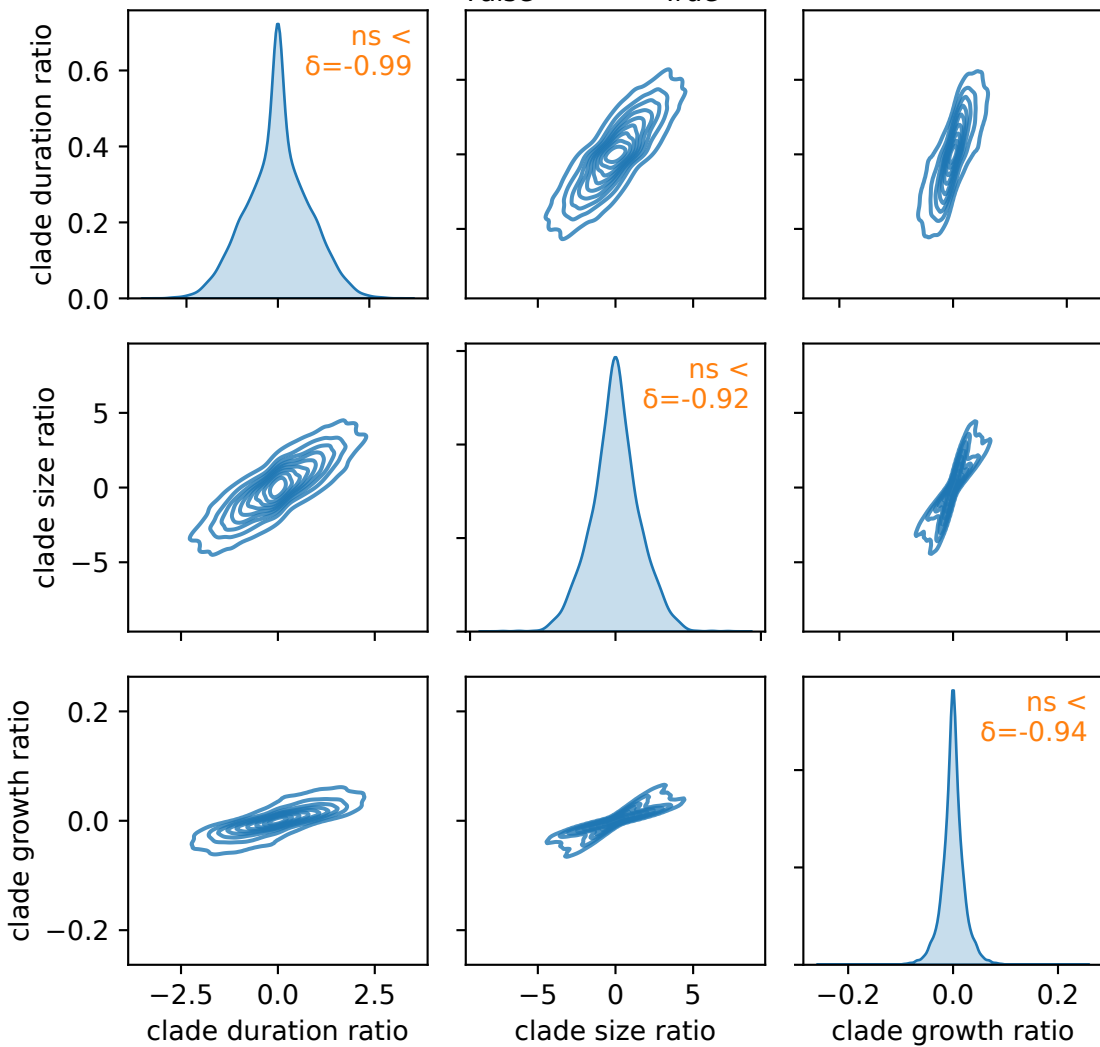 clade duration ratio
0.6
0.4
0.2
0.0
ns <
δ=-0.99
clade size ratio
5
0
−5
ns <
δ=-0.92
clade growth ratio
0.2
0.0
−0.2
ns <
δ=-0.94
−2.5 0.0 2.5
−5 0 5
−0.2 0.0 0.2
clade duration ratio
clade size ratio
clade growth ratio